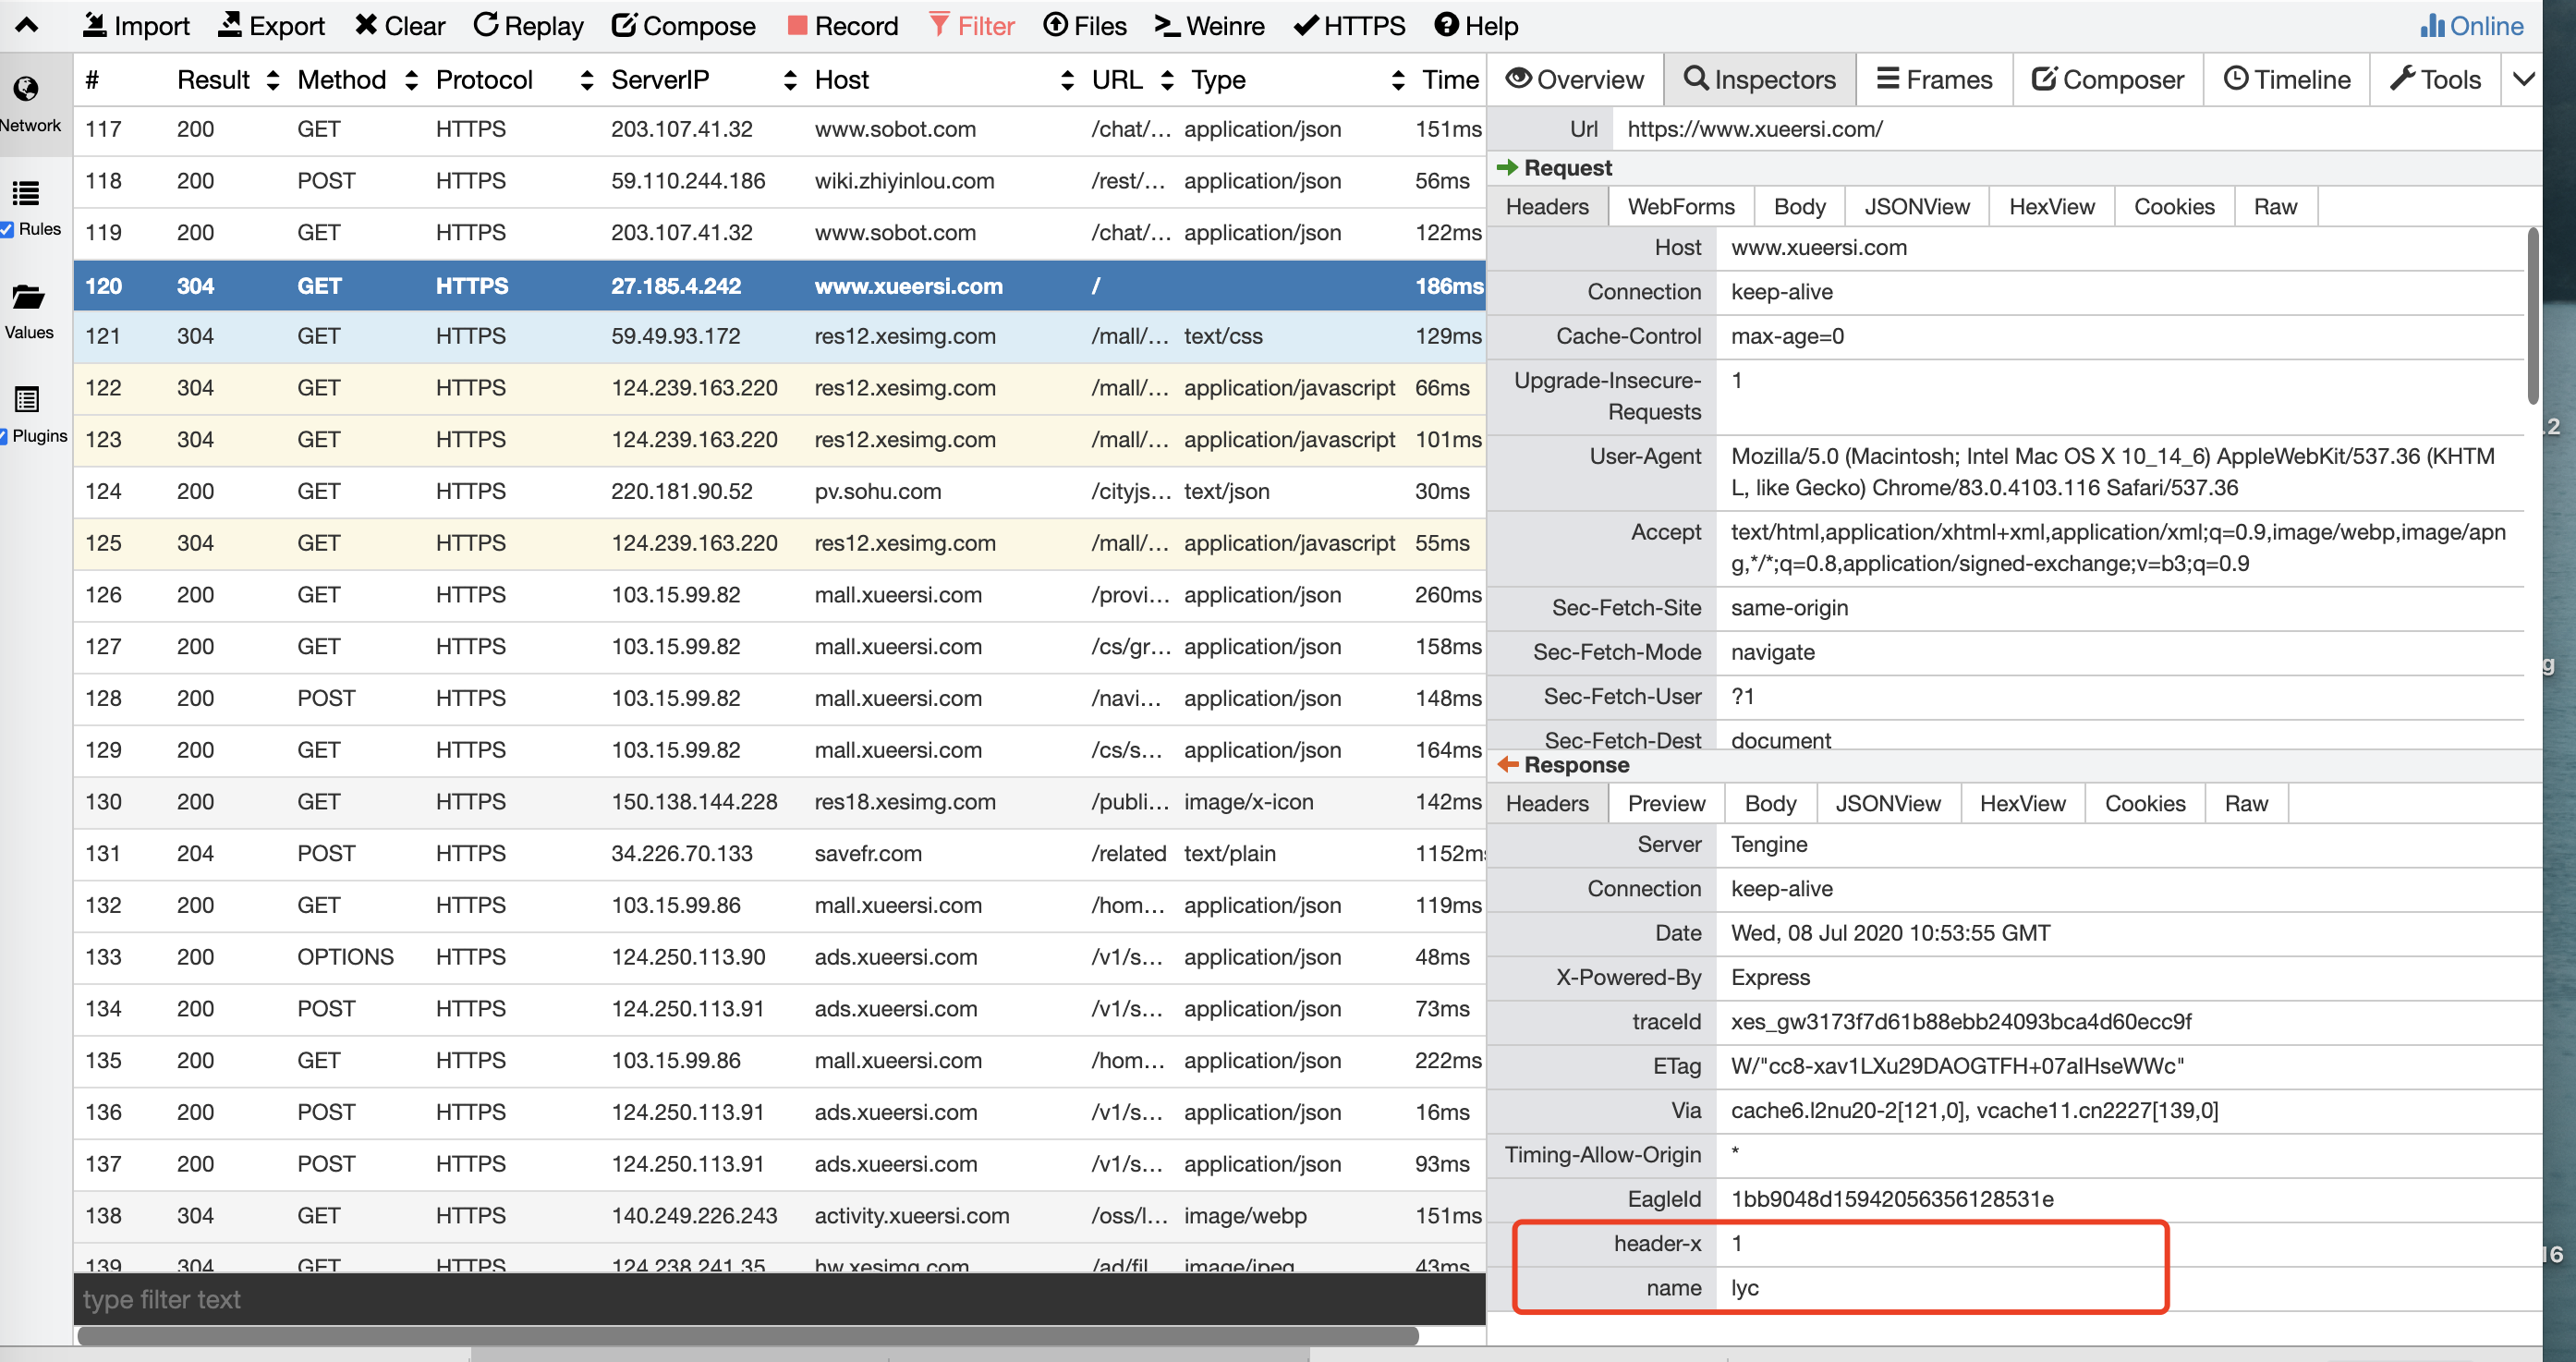 Import Export Clear Replay Compose Record Filter Files Weinre HTTPS Help Online
Network
Rules
Values
Plugins
# Result Method Protocol ServerIP Host URL Type Time
117 200 GET HTTPS 203.107.41.32 www.sobot.com /chat/... application/json 151ms
118 200 POST HTTPS 59.110.244.186 wiki.zhiyinlou.com /rest/... application/json 56ms
119 200 GET HTTPS 203.107.41.32 www.sobot.com /chat/... application/json 122ms
120 304 GET HTTPS 27.185.4.242 www.xueersi.com / 186ms
121 304 GET HTTPS 59.49.93.172 res12.xesimg.com /mall/... text/css 129ms
122 304 GET HTTPS 124.239.163.220 res12.xesimg.com /mall/... application/javascript 66ms
123 304 GET HTTPS 124.239.163.220 res12.xesimg.com /mall/... application/javascript 101ms
124 200 GET HTTPS 220.181.90.52 pv.sohu.com /cityjs... text/json 30ms
125 304 GET HTTPS 124.239.163.220 res12.xesimg.com /mall/... application/javascript 55ms
126 200 GET HTTPS 103.15.99.82 mall.xueersi.com /provi... application/json 260ms
127 200 GET HTTPS 103.15.99.82 mall.xueersi.com /cs/gr... application/json 158ms
128 200 POST HTTPS 103.15.99.82 mall.xueersi.com /navi... application/json 148ms
129 200 GET HTTPS 103.15.99.82 mall.xueersi.com /cs/s... application/json 164ms
130 200 GET HTTPS 150.138.144.228 res18.xesimg.com /publi... image/x-icon 142ms
131 204 POST HTTPS 34.226.70.133 savefr.com /related text/plain 1152ms
132 200 GET HTTPS 103.15.99.86 mall.xueersi.com /hom... application/json 119ms
133 200 OPTIONS HTTPS 124.250.113.90 ads.xueersi.com /v1/s... application/json 48ms
134 200 POST HTTPS 124.250.113.91 ads.xueersi.com /v1/s... application/json 73ms
135 200 GET HTTPS 103.15.99.86 mall.xueersi.com /hom... application/json 222ms
136 200 POST HTTPS 124.250.113.91 ads.xueersi.com /v1/s... application/json 16ms
137 200 POST HTTPS 124.250.113.91 ads.xueersi.com /v1/s... application/json 93ms
138 304 GET HTTPS 140.249.226.243 activity.xueersi.com /oss/l... image/webp 151ms
139 304 GET HTTPS 124.238.241.35 hw.xesimg.com /ad/fil image/jpeg 43ms
type filter text
Overview Inspectors Frames Composer Timeline Tools
Url https://www.xueersi.com/
Request
Headers WebForms Body JSONView HexView Cookies Raw
Host www.xueersi.com
Connection keep-alive
Cache-Control max-age=0
Upgrade-Insecure- 1
Requests
User-Agent Mozilla/5.0 (Macintosh; Intel Mac OS X 10_14_6) AppleWebKit/537.36 (KHTM
L, like Gecko) Chrome/83.0.4103.116 Safari/537.36
Accept text/html,application/xhtml+xml,application/xml;q=0.9,image/webp,image/apn
g,*/*;q=0.8,application/signed-exchange;v=b3;q=0.9
Sec-Fetch-Site same-origin
Sec-Fetch-Mode navigate
Sec-Fetch-User ?1
Sec-Fetch-Dest document
Response
Headers Preview Body JSONView HexView Cookies Raw
Server Tengine
Connection keep-alive
Date Wed, 08 Jul 2020 10:53:55 GMT
X-Powered-By Express
traceId xes_gw3173f7d61b88ebb24093bca4d60ecc9f
ETag W/"cc8-xav1LXu29DAOGTFH+07aIHseWWc"
Via cache6.l2nu20-2[121,0], vcache11.cn2227[139,0]
Timing-Allow-Origin *
EagleId 1bb9048d15942056356128531e
header-x 1
name lyc
.2
g
16